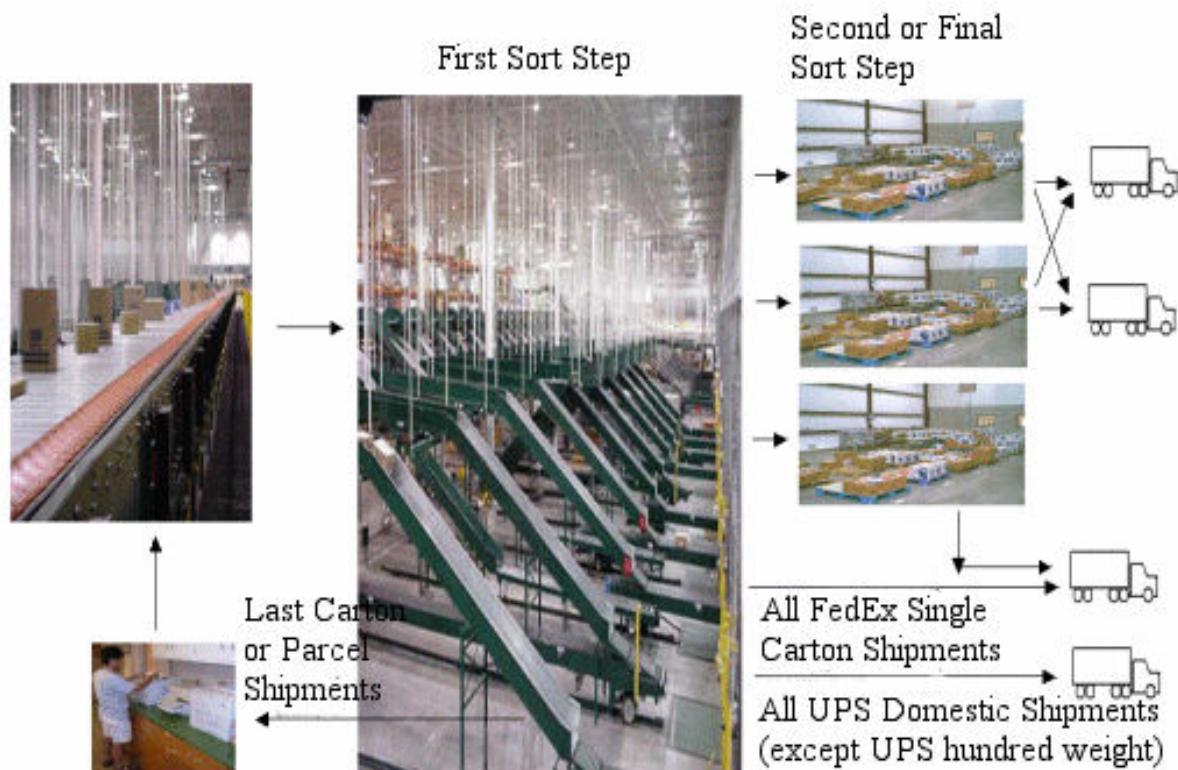 First Sort Step
Second or Final
Sort Step
Last Carton
or Parcel
Shipments
All FedEx Single
Carton Shipments
All UPS Domestic Shipments
(except UPS hundred weight)